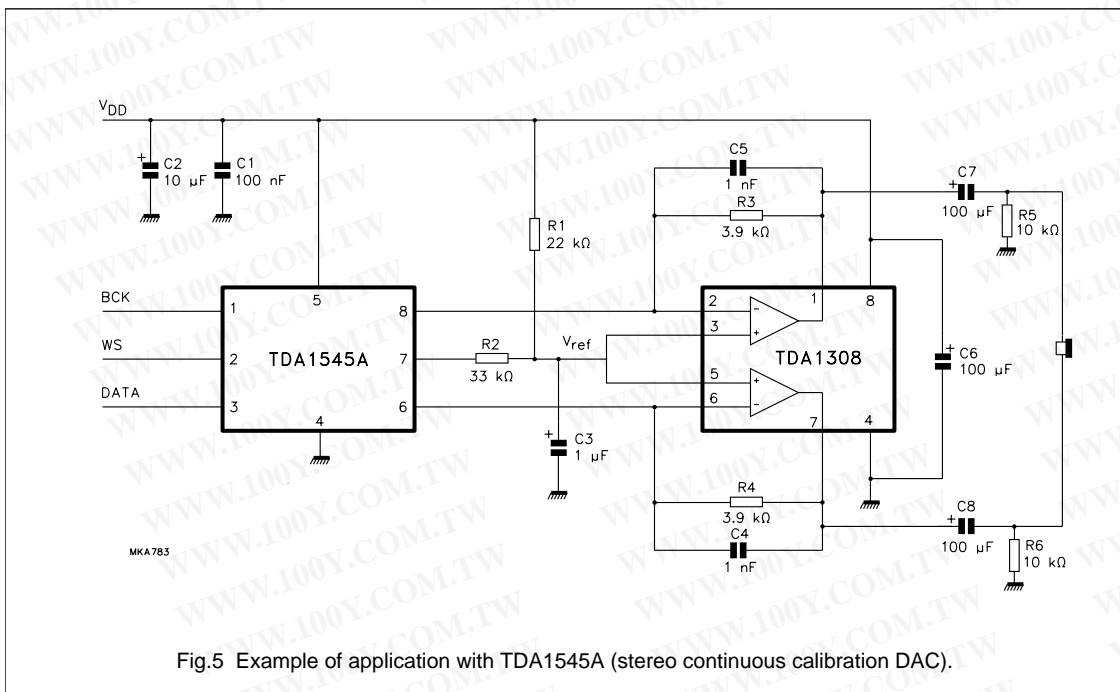 WWW.100Y.COM.TW
VDD
C2
10 µF
C1
100 nF
C5
1 nF
R3
3.9 kΩ
C7
100 µF
R5
10 kΩ
R1
22 kΩ
BCK
WS
DATA
1
2
3
5
8
7
6
4
TDA1545A
R2
33 kΩ
Vref
C3
1 µF
2
3
5
6
1
8
7
4
TDA1308
C6
100 µF
R4
3.9 kΩ
C4
1 nF
C8
100 µF
R6
10 kΩ
MKA783
Fig.5 Example of application with TDA1545A (stereo continuous calibration DAC).